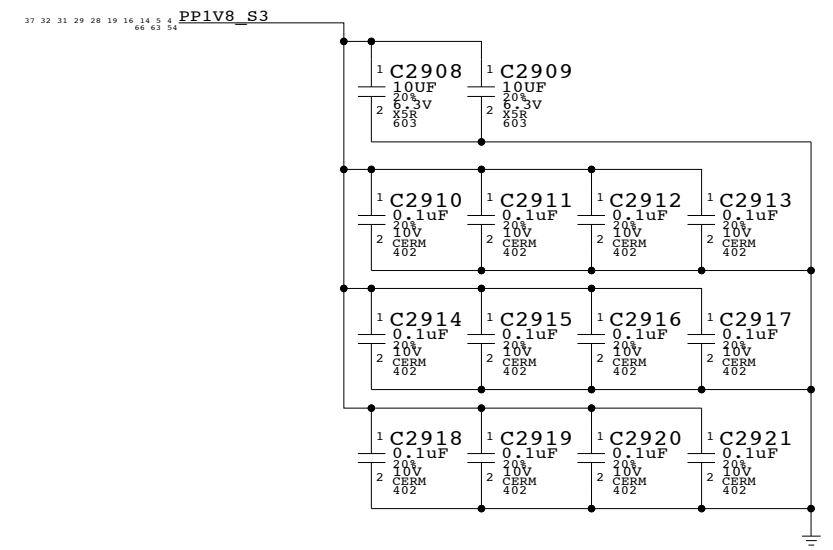 37 32 31 29 28 19 16 14 5 4 PP1V8_S3
66 63 54
1 C2908 1 C2909
10UF 10UF
20% 20%
2 6.3V 2 6.3V
X5R X5R
603 603
1 C2910 1 C2911 1 C2912 1 C2913
0.1uF 0.1uF 0.1uF 0.1uF
20% 20% 20% 20%
2 10V 2 10V 2 10V 2 10V
CERM CERM CERM CERM
402 402 402 402
1 C2914 1 C2915 1 C2916 1 C2917
0.1uF 0.1uF 0.1uF 0.1uF
20% 20% 20% 20%
2 10V 2 10V 2 10V 2 10V
CERM CERM CERM CERM
402 402 402 402
1 C2918 1 C2919 1 C2920 1 C2921
0.1uF 0.1uF 0.1uF 0.1uF
20% 20% 20% 20%
2 10V 2 10V 2 10V 2 10V
CERM CERM CERM CERM
402 402 402 402